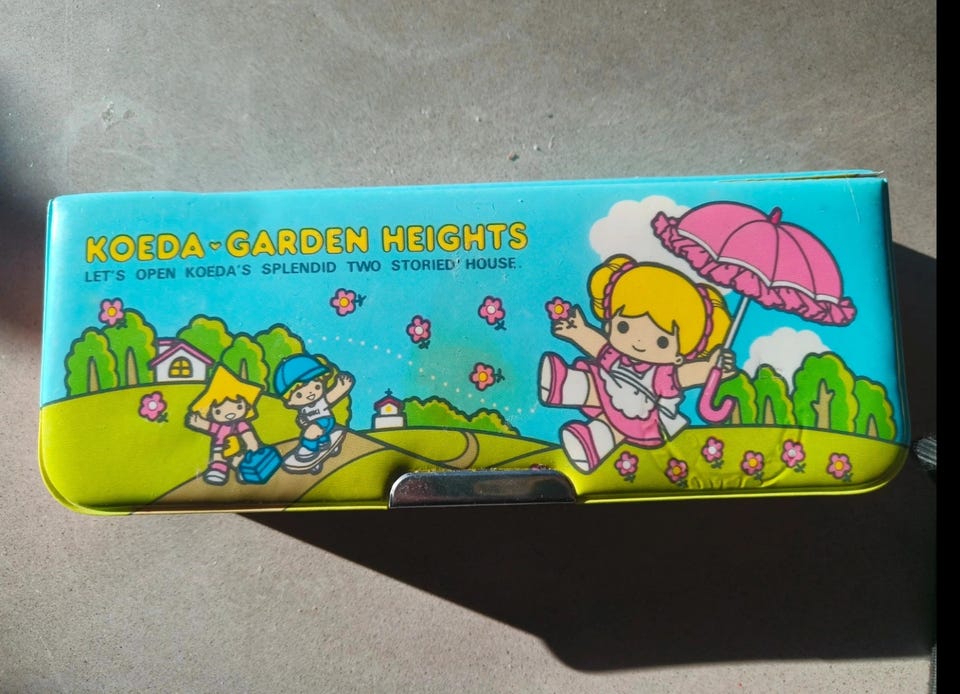 KOEDA♥GARDEN HEIGHTS
LET'S OPEN KOEDA'S SPLENDID TWO STORIED HOUSE.